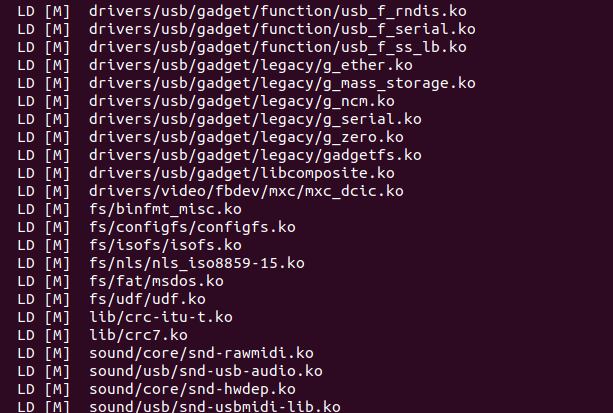 LD [M]  drivers/usb/gadget/function/usb_f_rndis.ko
LD [M]  drivers/usb/gadget/function/usb_f_serial.ko
LD [M]  drivers/usb/gadget/function/usb_f_ss_lb.ko
LD [M]  drivers/usb/gadget/legacy/g_ether.ko
LD [M]  drivers/usb/gadget/legacy/g_mass_storage.ko
LD [M]  drivers/usb/gadget/legacy/g_ncm.ko
LD [M]  drivers/usb/gadget/legacy/g_serial.ko
LD [M]  drivers/usb/gadget/legacy/g_zero.ko
LD [M]  drivers/usb/gadget/legacy/gadgetfs.ko
LD [M]  drivers/usb/gadget/libcomposite.ko
LD [M]  drivers/video/fbdev/mxc/mxc_dcic.ko
LD [M]  fs/binfmt_misc.ko
LD [M]  fs/configfs/configfs.ko
LD [M]  fs/isofs/isofs.ko
LD [M]  fs/nls/nls_iso8859-15.ko
LD [M]  fs/fat/msdos.ko
LD [M]  fs/udf/udf.ko
LD [M]  lib/crc-itu-t.ko
LD [M]  lib/crc7.ko
LD [M]  sound/core/snd-rawmidi.ko
LD [M]  sound/usb/snd-usb-audio.ko
LD [M]  sound/core/snd-hwdep.ko
LD [M]  sound/usb/snd-usbmidi-lib.ko